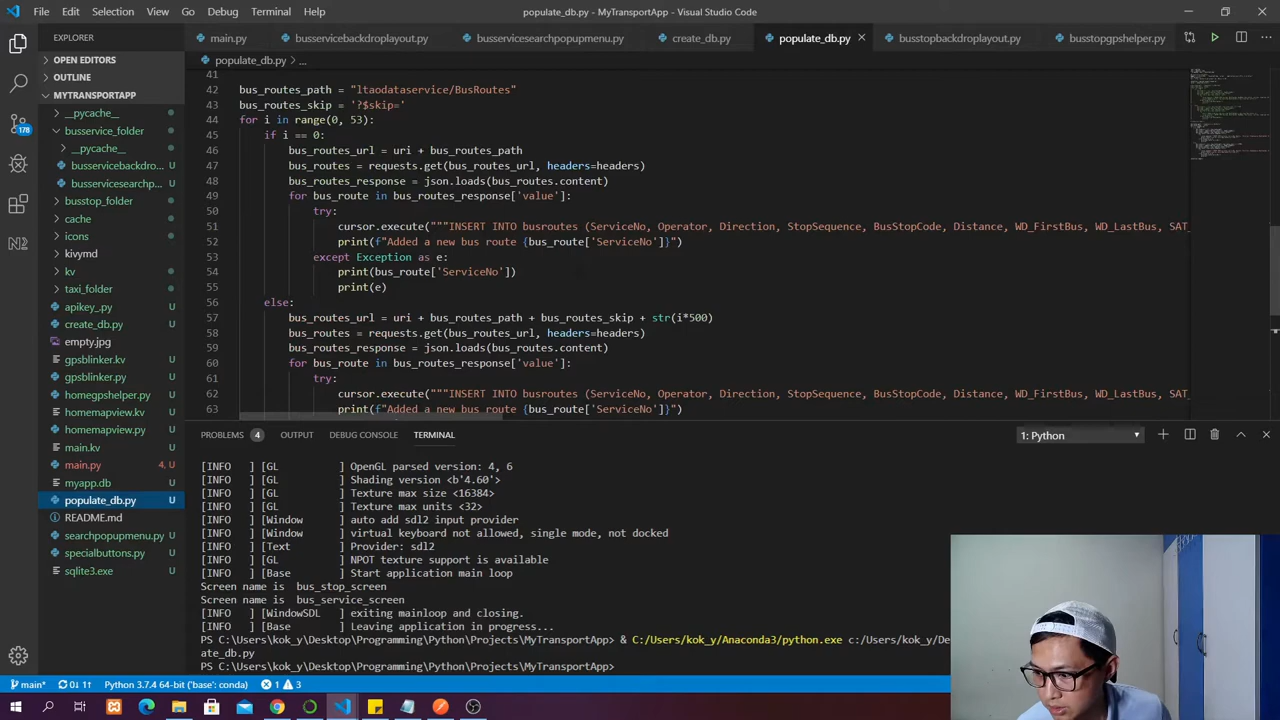 File Edit Selection View Go Debug Terminal Help populate_db.py - MyTransportApp - Visual Studio Code
EXPLORER
OPEN EDITORS
OUTLINE
MYTRANSPORTAPP
__pycache__
busservice_folder
__pycache__
busservicebackdro...
busservicesearchp...
busstop_folder
cache
icons
kivymd
kv
taxi_folder
apikey_.py U
create_db.py U
empty.jpg U
gpsblinker.kv U
gpsblinker.py U
homegpshelper.py U
homemapview.kv U
homemapview.py U
main.kv U
main.py 4, U
myapp.db U
populate_db.py U
README.md U
searchpopupmenu.py U
specialbuttons.py U
sqlite3.exe U
178
main.py busservicebackdroplayout.py busservicesearchpopupmenu.py create_db.py populate_db.py busstopbackdroplayout.py busstopgpshelper.py
populate_db.py > ...
41
42 bus_routes_path = "ltaodataservice/BusRoutes"
43 bus_routes_skip = '?$skip='
44 for i in range(0, 53):
45 if i == 0:
46 bus_routes_url = uri + bus_routes_path
47 bus_routes = requests.get(bus_routes_url, headers=headers)
48 bus_routes_response = json.loads(bus_routes.content)
49 for bus_route in bus_routes_response['value']:
50 try:
51 cursor.execute("""INSERT INTO busroutes (ServiceNo, Operator, Direction, StopSequence, BusStopCode, Distance, WD_FirstBus, WD_LastBus, SAT_
52 print(f"Added a new bus route {bus_route['ServiceNo']}")
53 except Exception as e:
54 print(bus_route['ServiceNo'])
55 print(e)
56 else:
57 bus_routes_url = uri + bus_routes_path + bus_routes_skip + str(i*500)
58 bus_routes = requests.get(bus_routes_url, headers=headers)
59 bus_routes_response = json.loads(bus_routes.content)
60 for bus_route in bus_routes_response['value']:
61 try:
62 cursor.execute("""INSERT INTO busroutes (ServiceNo, Operator, Direction, StopSequence, BusStopCode, Distance, WD_FirstBus, WD_LastBus, SAT_
63 print(f"Added a new bus route {bus_route['ServiceNo']}")
PROBLEMS 4 OUTPUT DEBUG CONSOLE TERMINAL 1: Python
[INFO ] [GL ] OpenGL parsed version: 4, 6
[INFO ] [GL ] Shading version <b'4.60'>
[INFO ] [GL ] Texture max size <16384>
[INFO ] [GL ] Texture max units <32>
[INFO ] [Window ] auto add sdl2 input provider
[INFO ] [Window ] virtual keyboard not allowed, single mode, not docked
[INFO ] [Text ] Provider: sdl2
[INFO ] [GL ] NPOT texture support is available
[INFO ] [Base ] Start application main loop
Screen name is bus_stop_screen
Screen name is bus_service_screen
[INFO ] [WindowSDL ] exiting mainloop and closing.
[INFO ] [Base ] Leaving application in progress...
PS C:\Users\kok_y\Desktop\Programming\Python\Projects\MyTransportApp> & C:/Users/kok_y/Anaconda3/python.exe c:/Users/kok_y/De
ate_db.py
PS C:\Users\kok_y\Desktop\Programming\Python\Projects\MyTransportApp>
main* 0↓ 1↑ Python 3.7.4 64-bit ('base': conda) 1 3